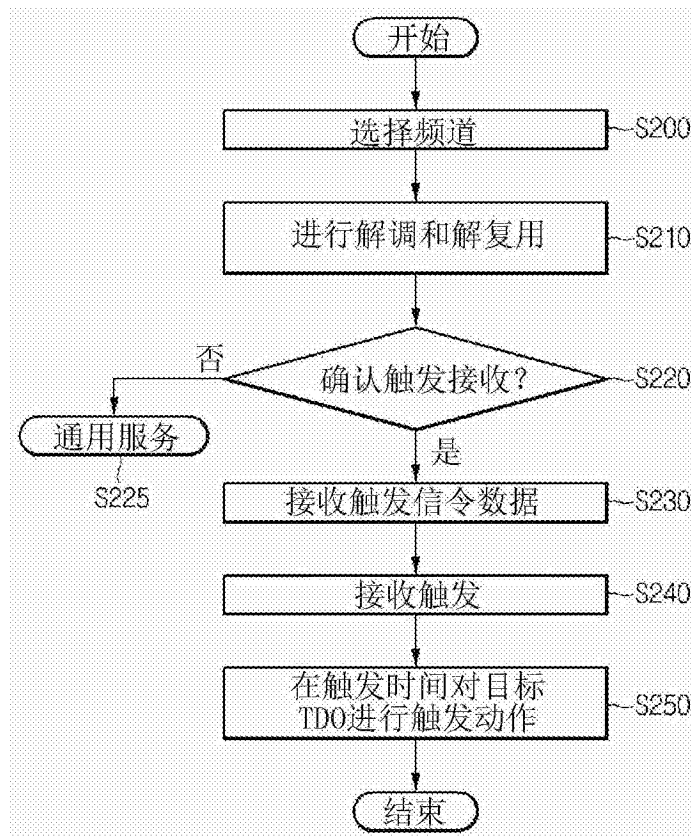 开始
选择频道
S200
进行解调和解复用
S210
确认触发接收?
S220
否
通用服务
S225
是
接收触发信令数据
S230
接收触发
S240
在触发时间对目标
TDO进行触发动作
S250
结束